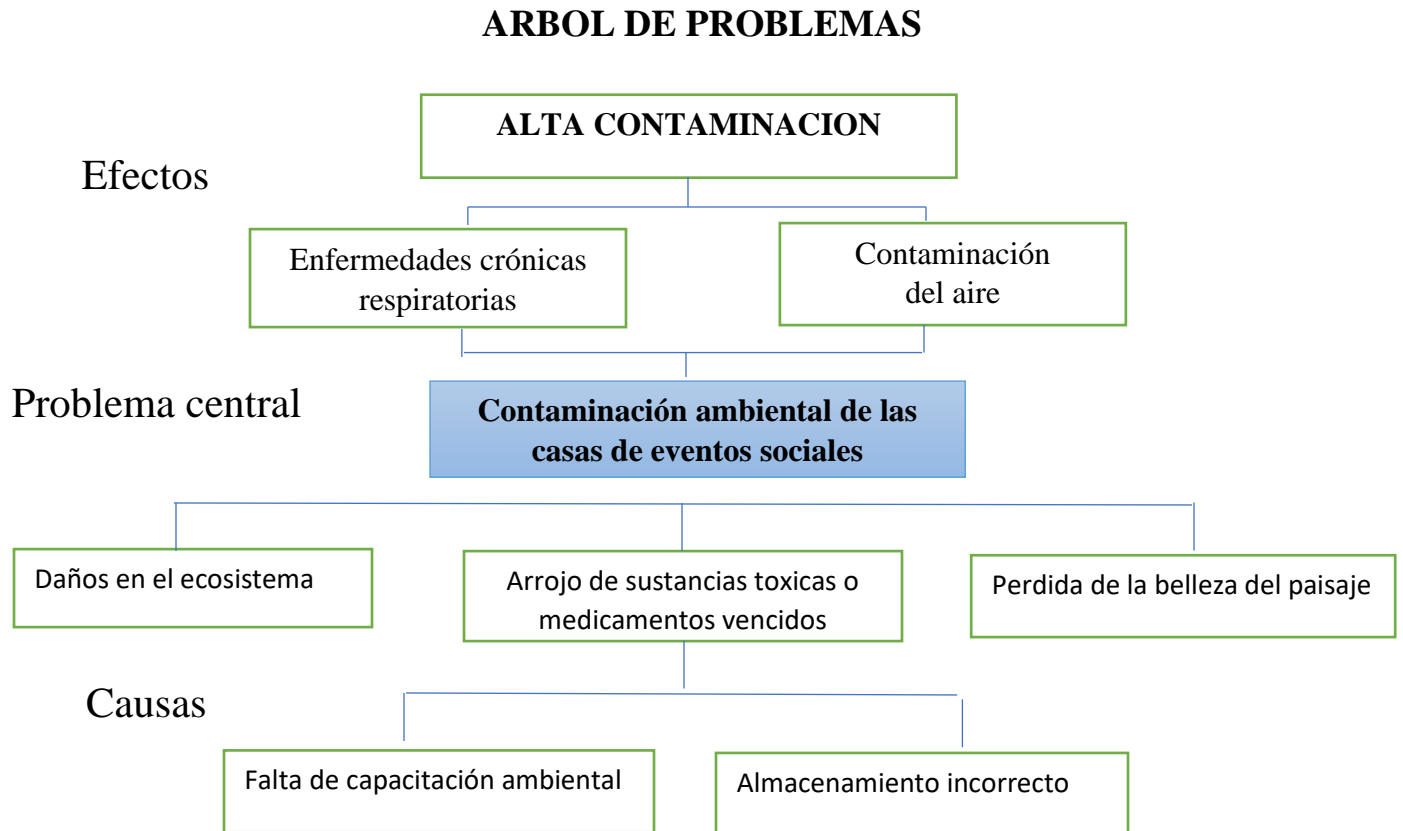 ARBOL DE PROBLEMAS
ALTA CONTAMINACION
Efectos
Enfermedades crónicas
respiratorias
Contaminación
del aire
Problema central
Contaminación ambiental de las
casas de eventos sociales
Daños en el ecosistema
Arrojo de sustancias toxicas o
medicamentos vencidos
Perdida de la belleza del paisaje
Causas
Falta de capacitación ambiental
Almacenamiento incorrecto